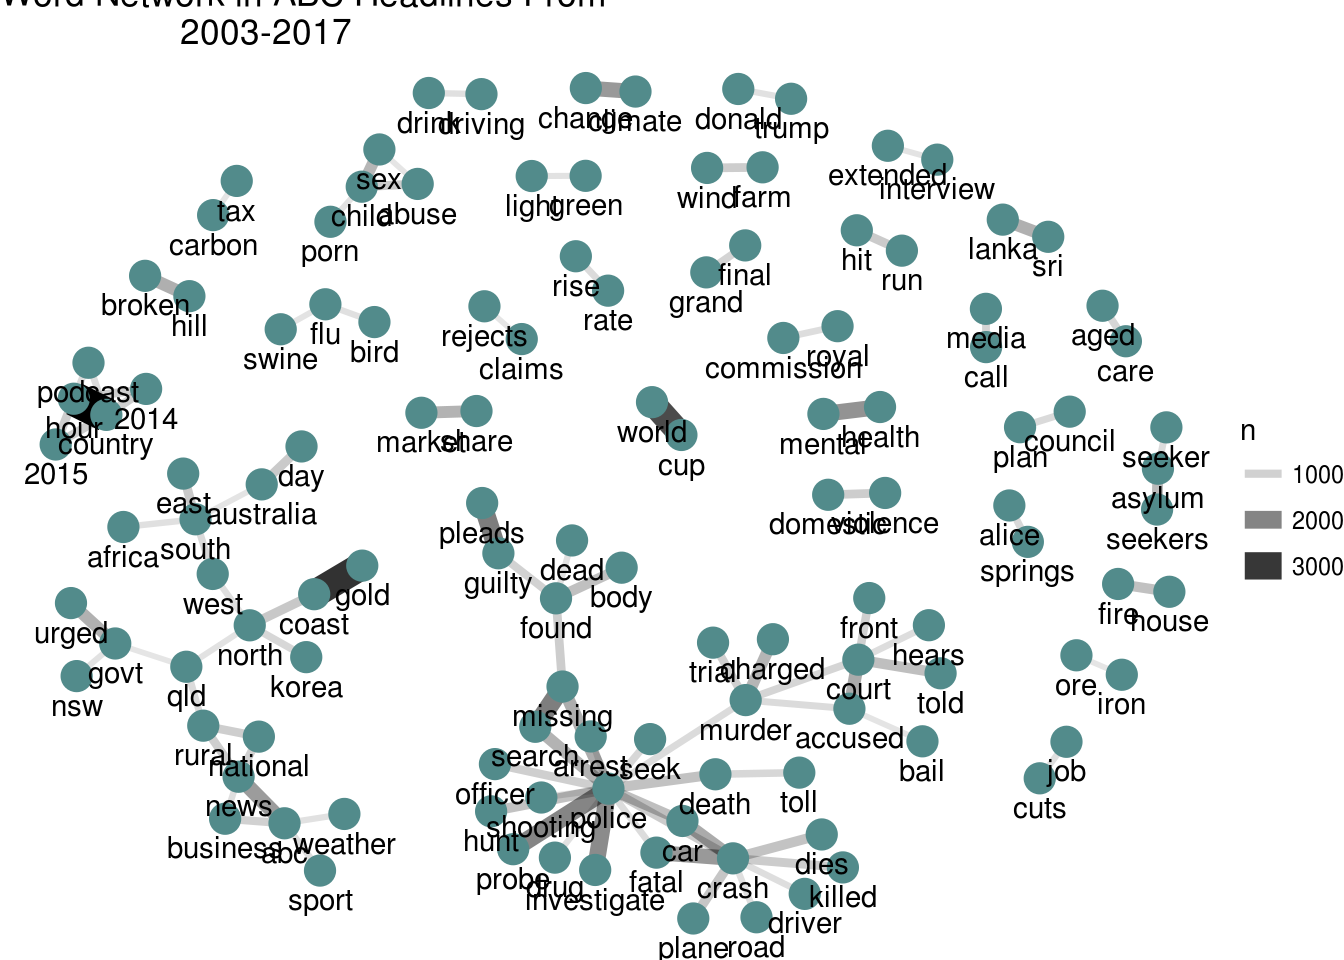 Word Network in ABC Headlines From
2003-2017
drink
driving
change
climate
donald
trump
extended
interview
sex
child
abuse
porn
light
green
wind
farm
tax
carbon
lanka
sri
hit
run
rise
rate
grand
final
broken
hill
swine
flu
bird
rejects
claims
commission
royal
media
call
aged
care
podcast
hour
2014
country
2015
market
share
world
cup
mental
health
plan
council
seeker
asylum
seekers
n
1000
2000
3000
day
east
australia
africa
south
west
pleads
guilty
dead
body
found
domestic
violence
alice
springs
gold
coast
north
korea
urged
govt
nsw
qld
fire
house
front
hears
court
told
trial
charged
murder
accused
bail
ore
iron
rural
national
news
business
abc
weather
sport
missing
search
arrest
seek
officer
shooting
police
death
toll
hunt
probe
drug
investigate
fatal
car
crash
dies
killed
driver
plane
road
job
cuts